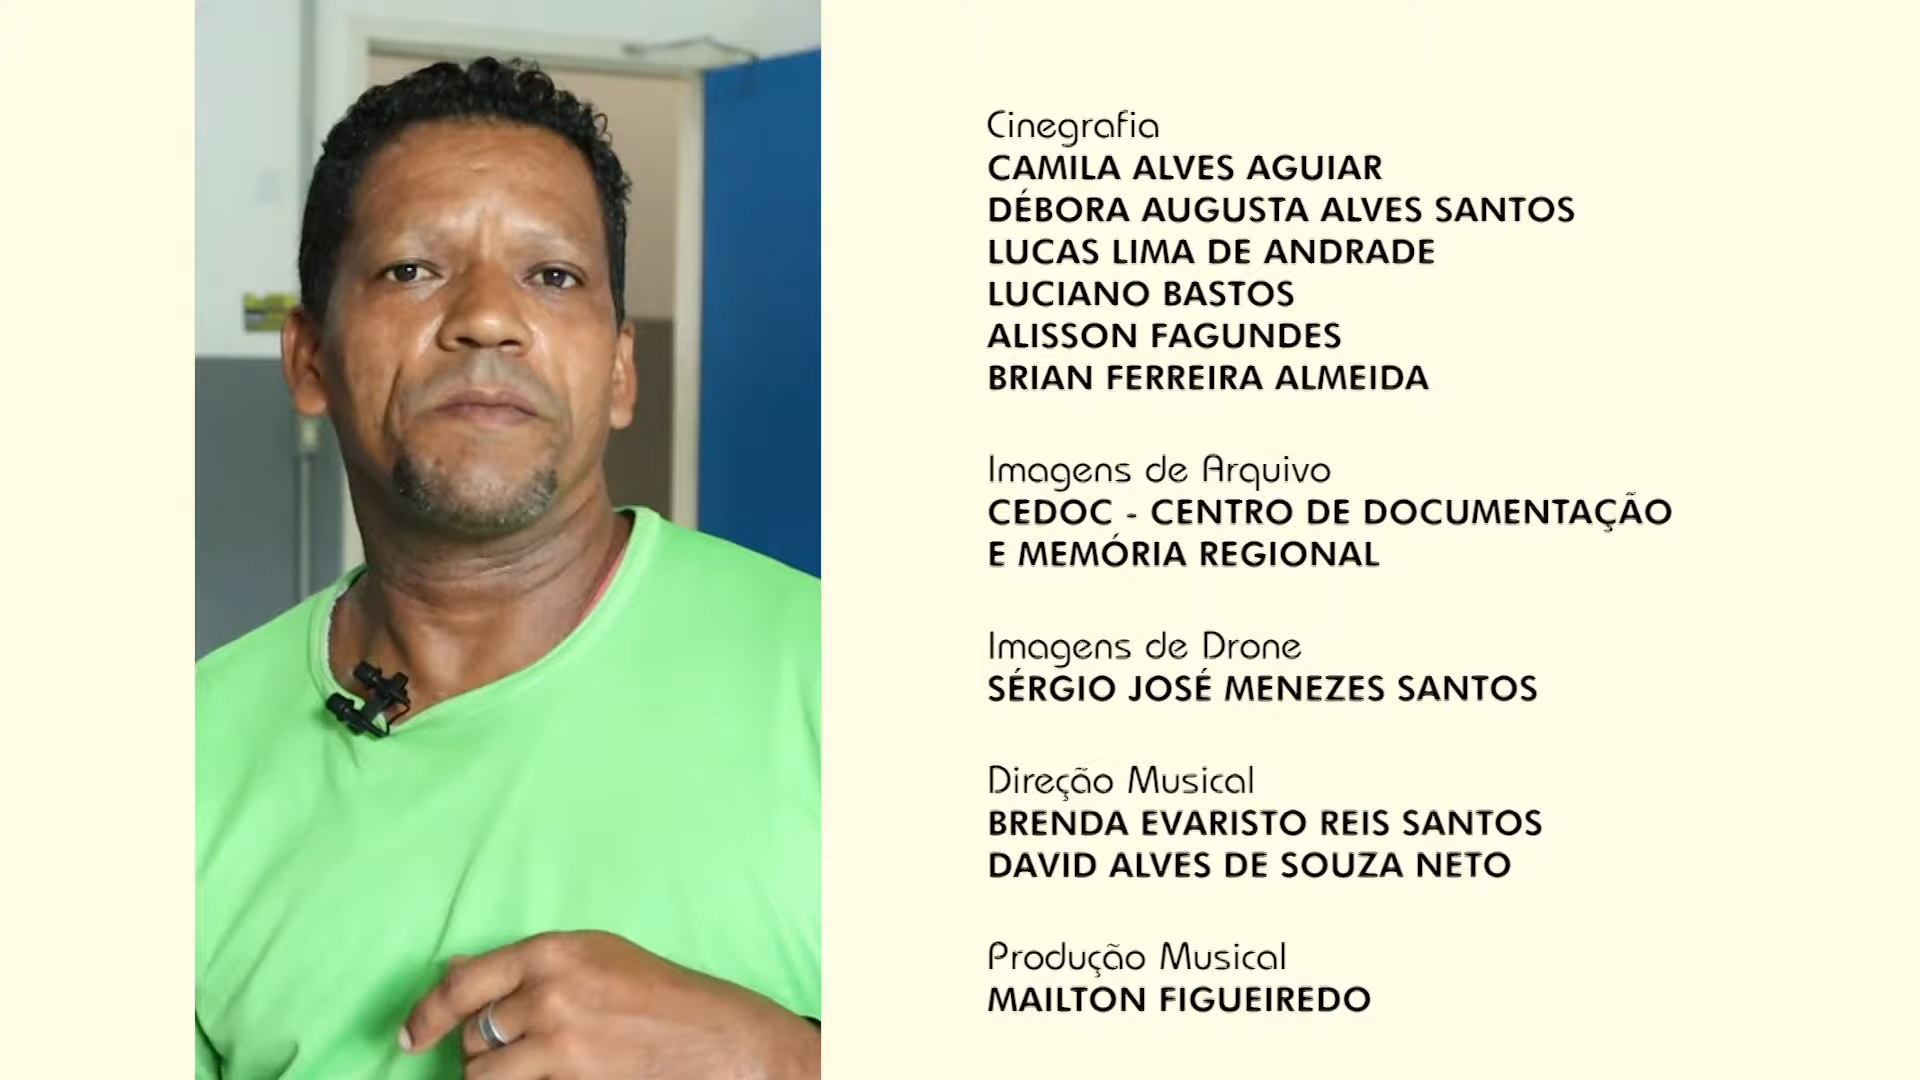 Cinegrafia
CAMILA ALVES AGUIAR
DÉBORA AUGUSTA ALVES SANTOS
LUCAS LIMA DE ANDRADE
LUCIANO BASTOS
ALISSON FAGUNDES
BRIAN FERREIRA ALMEIDA
Imagens de Arquivo
CEDOC - CENTRO DE DOCUMENTAÇÃO
E MEMÓRIA REGIONAL
Imagens de Drone
SÉRGIO JOSÉ MENEZES SANTOS
Direção Musical
BRENDA EVARISTO REIS SANTOS
DAVID ALVES DE SOUZA NETO
Produção Musical
MAILTON FIGUEIREDO